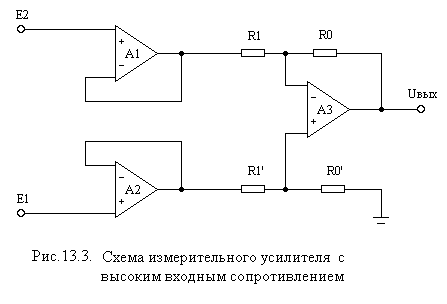 E2
R1
R0
+
A1
−
−
A3
+
Uвых
−
A2
+
R1'
R0'
E1
Рис.13.3. Схема измерительного усилителя с
высоким входным сопротивлением